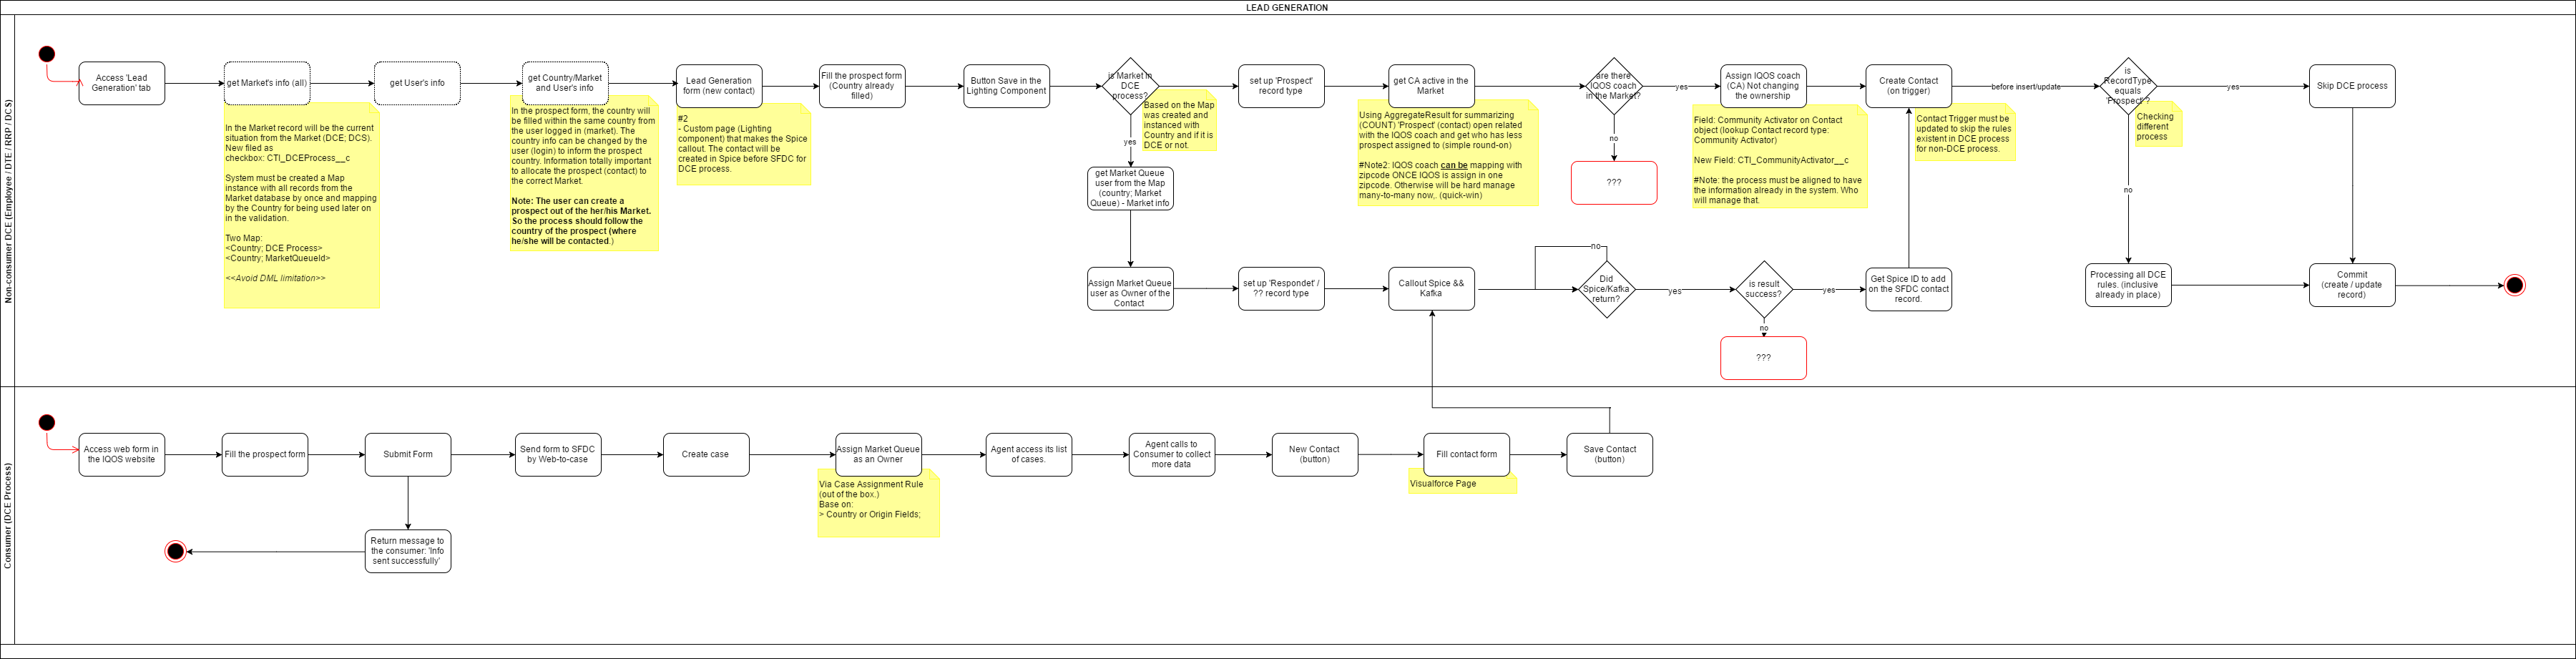 LEAD GENERATION
Non-consumer DCE (Employee / DTE / RRP / DCS)
Access 'Lead
Generation' tab
get Market's info (all)
In the Market record will be the current
situation from the Market (DCE; DCS).
New filed as
checkbox: CTI_DCEProcess__c
System must be created a Map
instance with all records from the
Market database by once and mapping
by the Country for being used later on
in the validation.
Two Map:
<Country; DCE Process>
<Country; MarketQueueId>
<<Avoid DML limitation>>
get User's info
get Country/Market
and User's info
In the prospect form, the country will
be filled within the same country from
the user logged in (market). The
country info can be changed by the
user (login) to inform the prospect
country. Information totally important
to allocate the prospect (contact) to
the correct Market.
Note: The user can create a
prospect out of the her/his Market.
So the process should follow the
country of the prospect (where
he/she will be contacted.)
Lead Generation
form (new contact)
#2
- Custom page (Lighting
component) that makes the Spice
callout. The contact will be
created in Spice before SFDC for
DCE process.
Fill the prospect form
(Country already
filled)
Button Save in the
Lighting Component
is Market in
DCE
process?
Based on the Map
was created and
instanced with
Country and if it is
DCE or not.
yes
get Market Queue
user from the Map
(country; Market
Queue) - Market info
Assign Market Queue
user as Owner of the
Contact
set up 'Prospect'
record type
get CA active in the
Market
Using AggregateResult for summarizing
(COUNT) 'Prospect' (contact) open related
with the IQOS coach and get who has less
prospect assigned to (simple round-on)
#Note2: IQOS coach can be mapping with
zipcode ONCE IQOS is assign in one
zipcode. Otherwise will be hard manage
many-to-many now,. (quick-win)
are there
IQOS coach
in the Market?
no
???
yes
Assign IQOS coach
(CA) Not changing
the ownership
Field: Community Activator on Contact
object (lookup Contact record type:
Community Activator)
New Field: CTI_CommunityActivator__c
#Note: the process must be aligned to have
the information already in the system. Who
will manage that.
Create Contact
(on trigger)
Contact Trigger must be
updated to skip the rules
existent in DCE process
for non-DCE process.
before insert/update
is
RecordType
equals
'Prospect' ?
Checking
different
process
yes
Skip DCE process
no
set up 'Respondet' /
?? record type
Callout Spice &&
Kafka
no
Did
Spice/Kafka
return?
yes
is result
success?
no
???
yes
Get Spice ID to add
on the SFDC contact
record.
Processing all DCE
rules. (inclusive
already in place)
Commit
(create / update
record)
Consumer (DCE Process)
Access web form in
the IQOS website
Fill the prospect form
Submit Form
Return message to
the consumer: 'Info
sent successfully'
Send form to SFDC
by Web-to-case
Create case
Assign Market Queue
as an Owner
Via Case Assignment Rule
(out of the box.)
Base on:
> Country or Origin Fields;
Agent access its list
of cases.
Agent calls to
Consumer to collect
more data
New Contact
(button)
Fill contact form
Visualforce Page
Save Contact
(button)